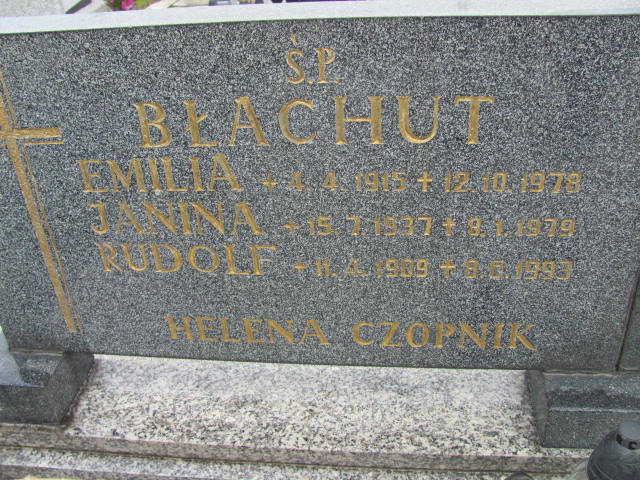 Ś.P.
BŁACHUT
EMILIA + 4.4.1915 + 12.10.1978
JANINA + 15.7.1937 + 9.1.1979
RUDOLF + 11.4.1909 + 9.6.1993
HELENA CZOPNIK